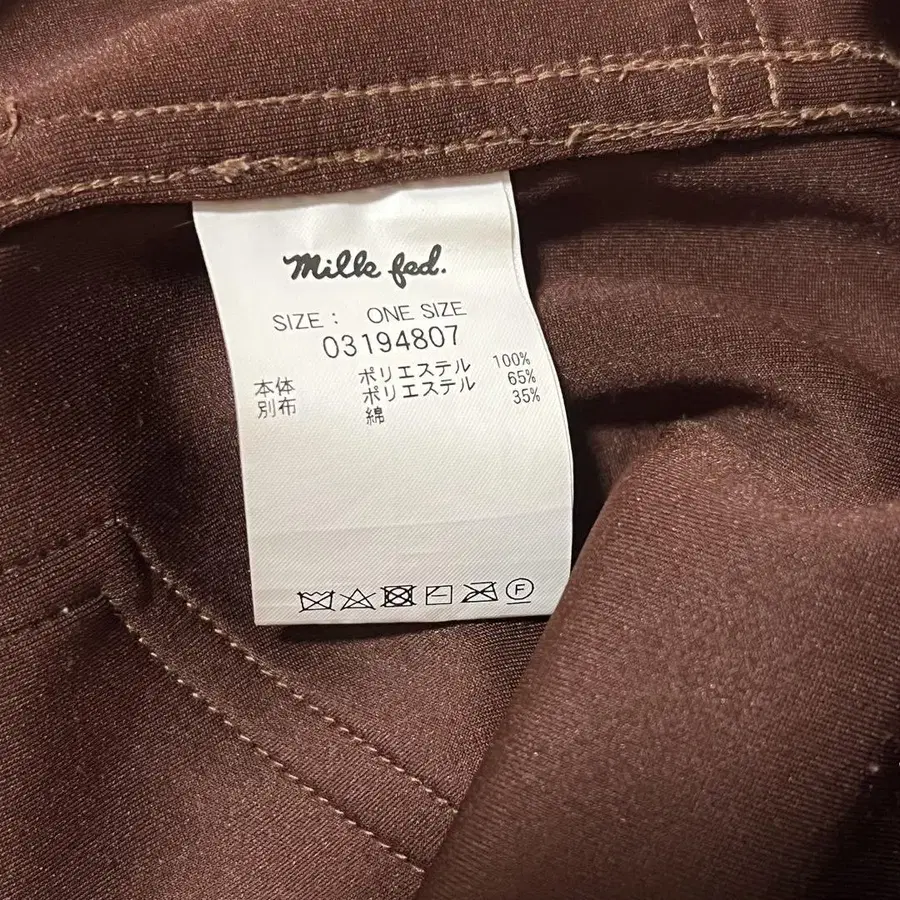 Milk fed.
SIZE : ONE SIZE
03194807
本体 ポリエステル 100%
別布 ポリエステル 65%
綿 35%
F